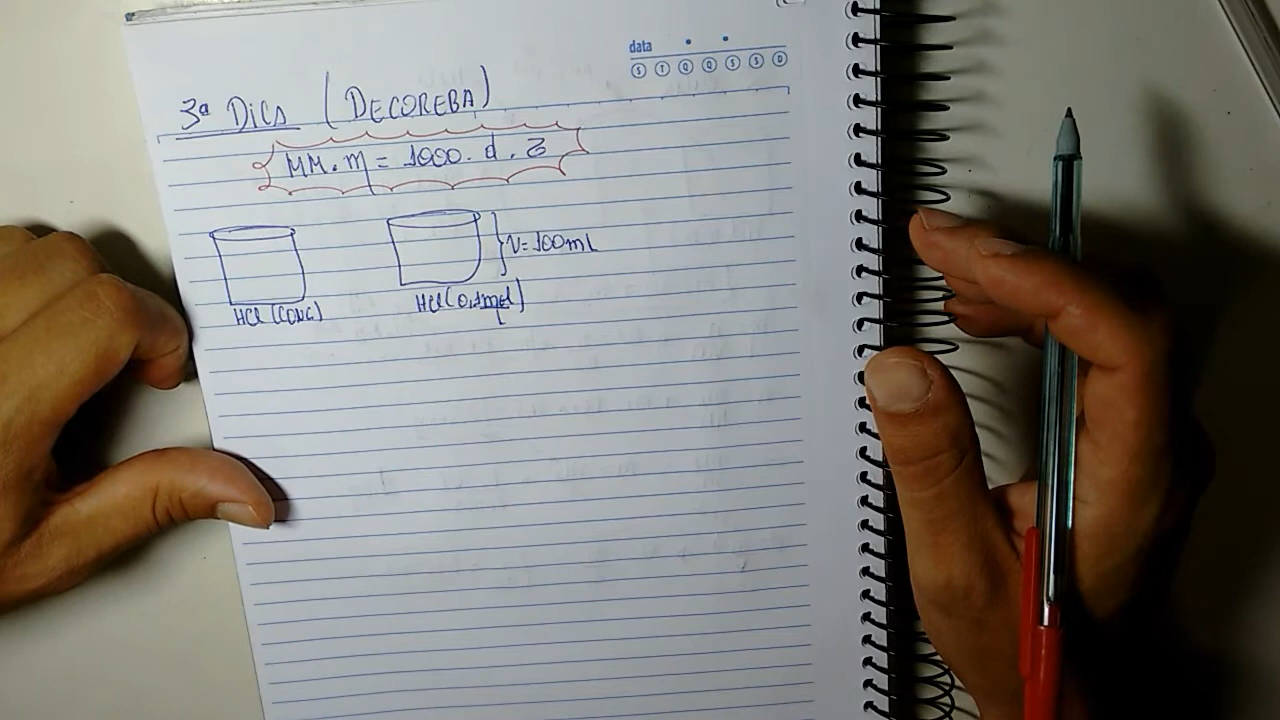 data
S T Q Q S S D
3ª DICA (DECOREBA)
MM.m = 1000.d.z
V=100ml
HCl (CONC)
HCl (0,1mol)
L